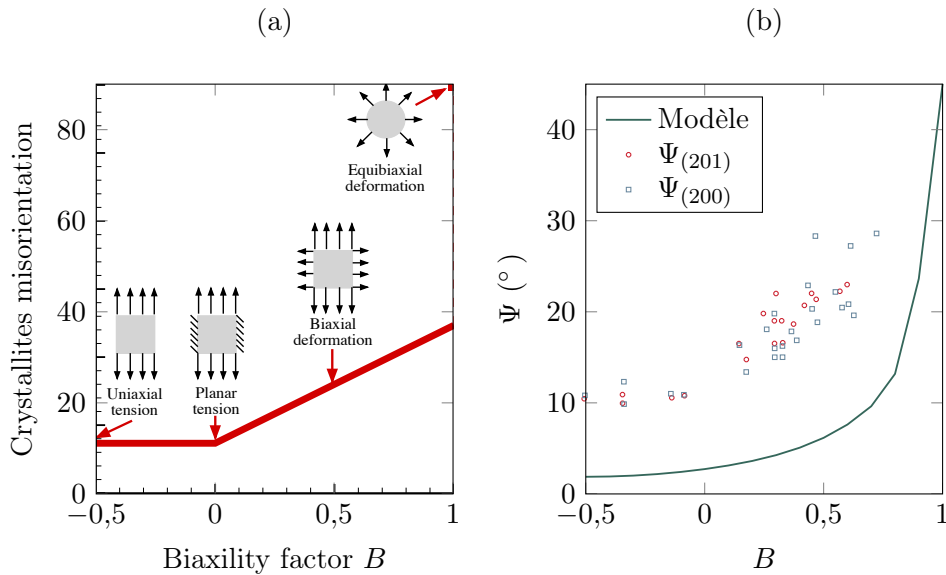 (a)
(b)
Crystallites misorientation
80
60
40
20
0
−0,5
0
0,5
1
Biaxility factor B
Uniaxial
tension
Planar
tension
Biaxial
deformation
Equibiaxial
deformation
Ψ (°)
40
30
20
10
0
−0,5
0
0,5
1
B
Modèle
Ψ(201)
Ψ(200)